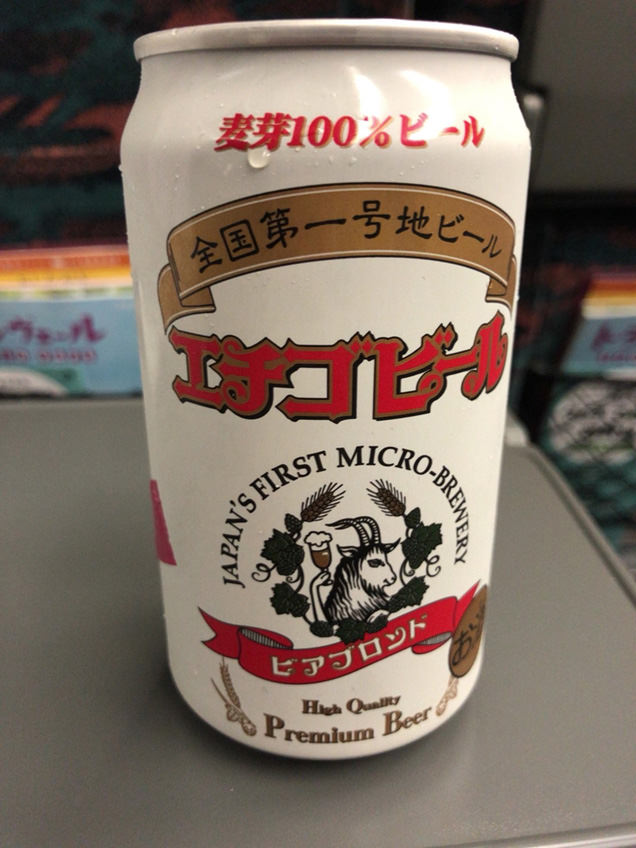 麦芽100%ビール
全国第一号地ビール
エチゴビール
JAPAN'S FIRST MICRO-BREWERY
ビアブロンド
High Quality
Premium Beer